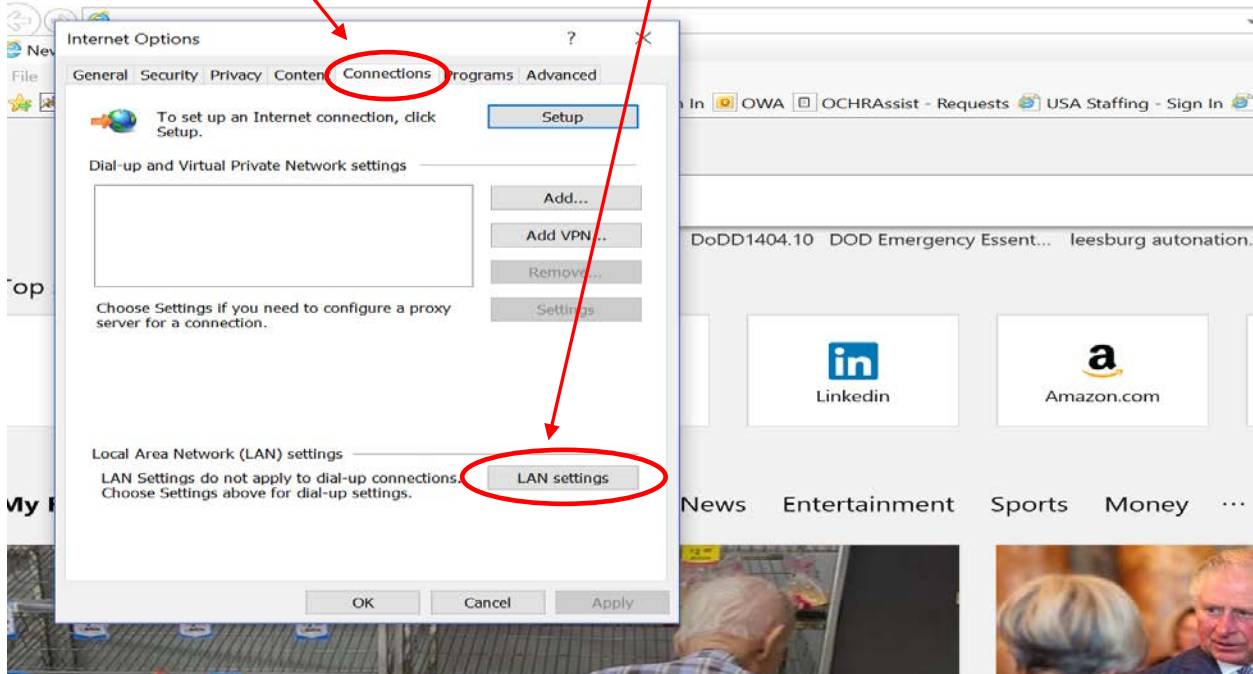 Internet Options ?
New
File General Security Privacy Content Connections Programs Advanced
In OWA OCHRAssist - Requests USA Staffing - Sign In
To set up an Internet connection, click
Setup.
Setup
Dial-up and Virtual Private Network settings
Add...
Add VPN...
Remove...
Settings
Choose Settings if you need to configure a proxy
server for a connection.
DoDD1404.10 DOD Emergency Essent... leesburg autonation.
Top
Linkedin
a
Amazon.com
Local Area Network (LAN) settings
LAN Settings do not apply to dial-up connections.
Choose Settings above for dial-up settings.
LAN settings
My News Entertainment Sports Money ...
OK Cancel Apply
in